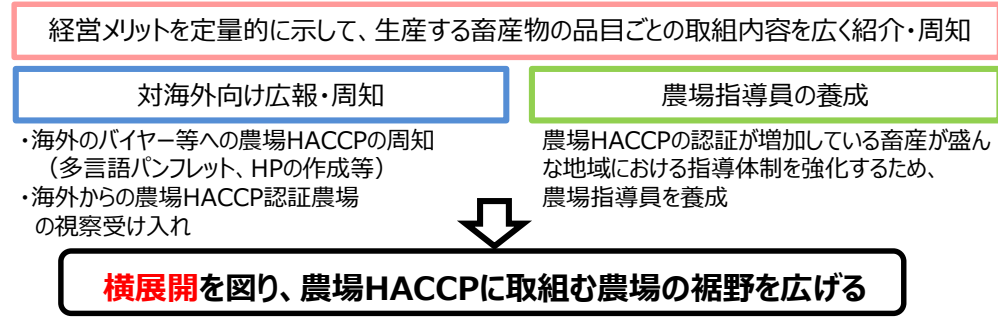 経営メリットを定量的に示して、生産する畜産物の品目ごとの取組内容を広く紹介・周知
対海外向け広報・周知
・海外のバイヤー等への農場HACCPの周知
（多言語パンフレット、HPの作成等）
・海外からの農場HACCP認証農場
の視察受け入れ
農場指導員の養成
農場HACCPの認証が増加している畜産が盛ん
な地域における指導体制を強化するため、
農場指導員を養成
横展開を図り、農場HACCPに取組む農場の裾野を広げる